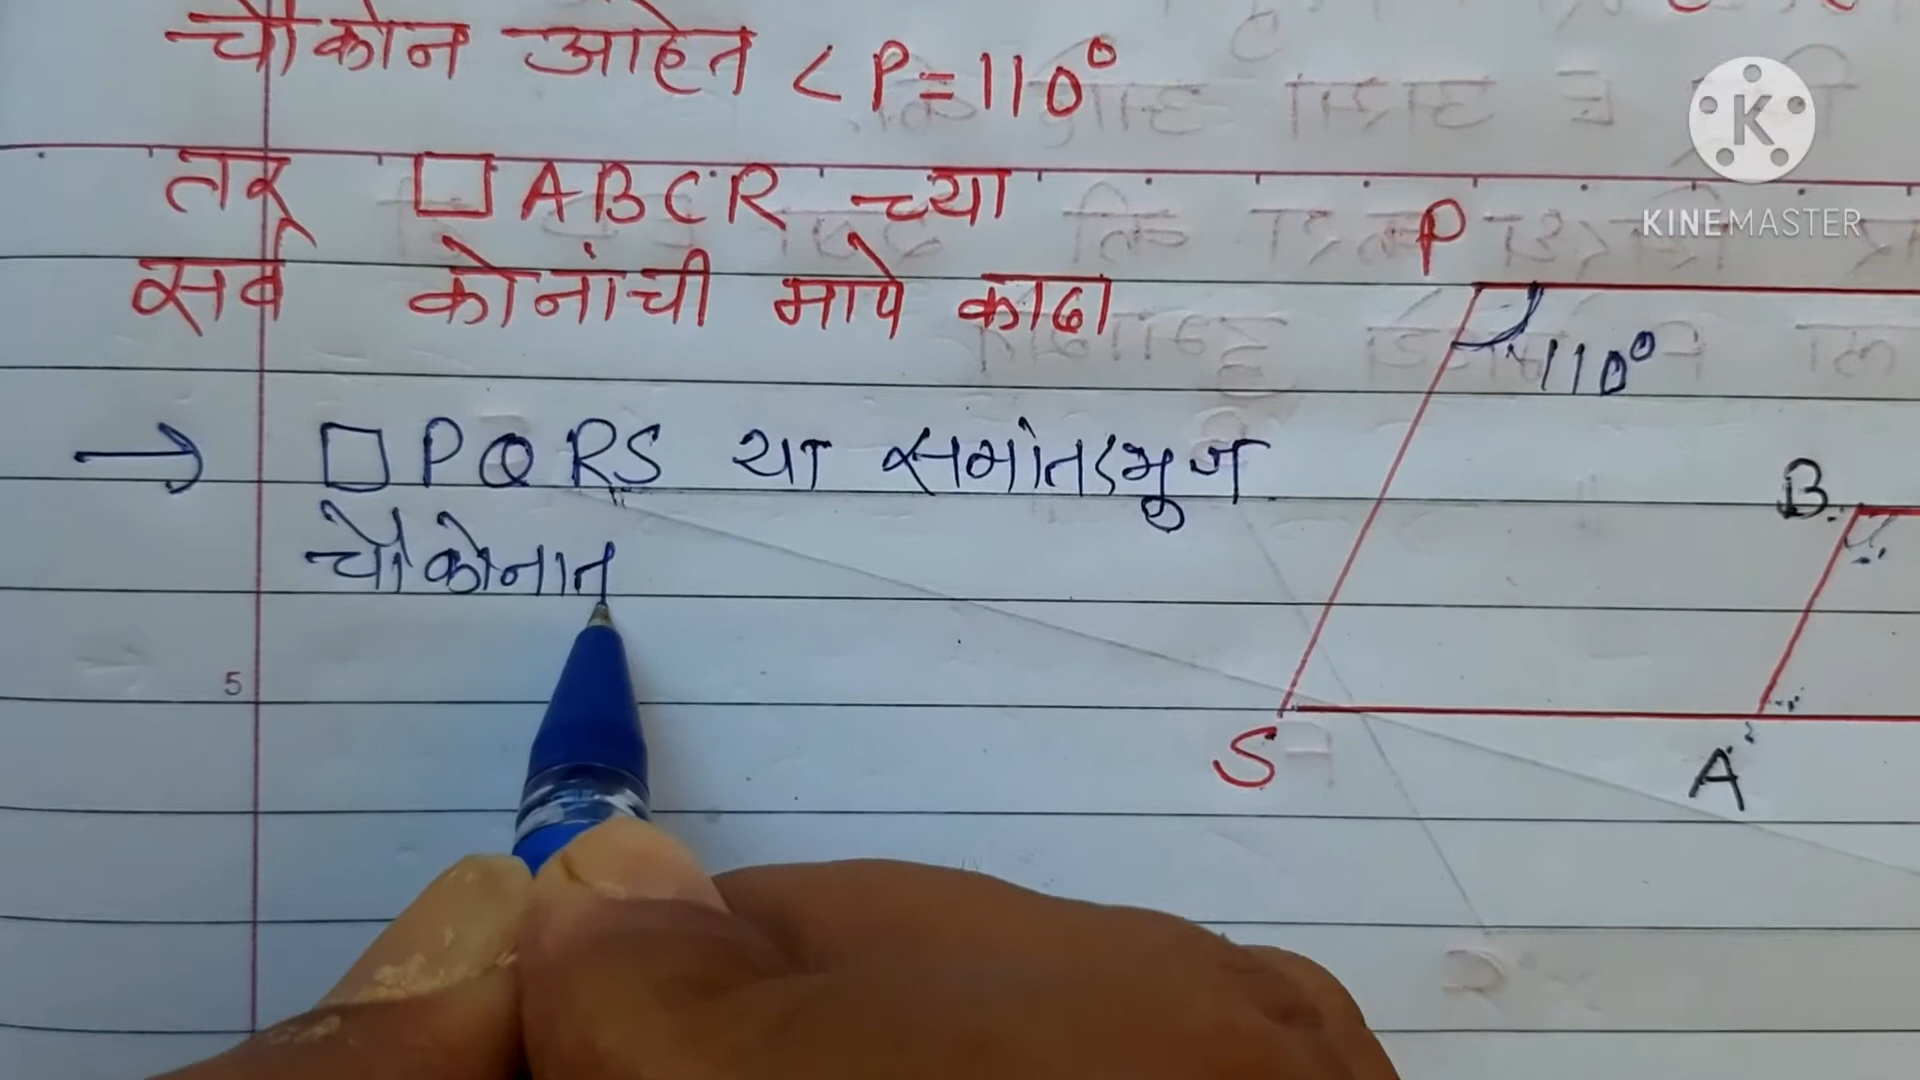 चौकोन आहेत < P = 110°
तर □ ABCR च्या
सर्व कोनांची मापे काढा
→ □ PQRS या समांतरभूज
चौकोनात
5
P
110°
B
S
A
K
KINEMASTER